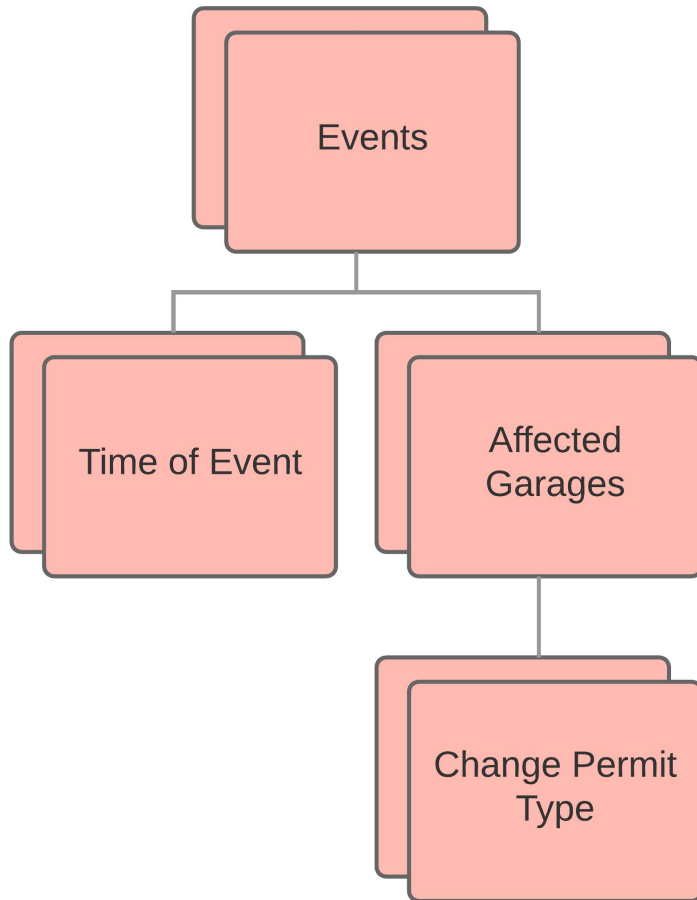 Events
Time of Event
Affected
Garages
Change Permit
Type